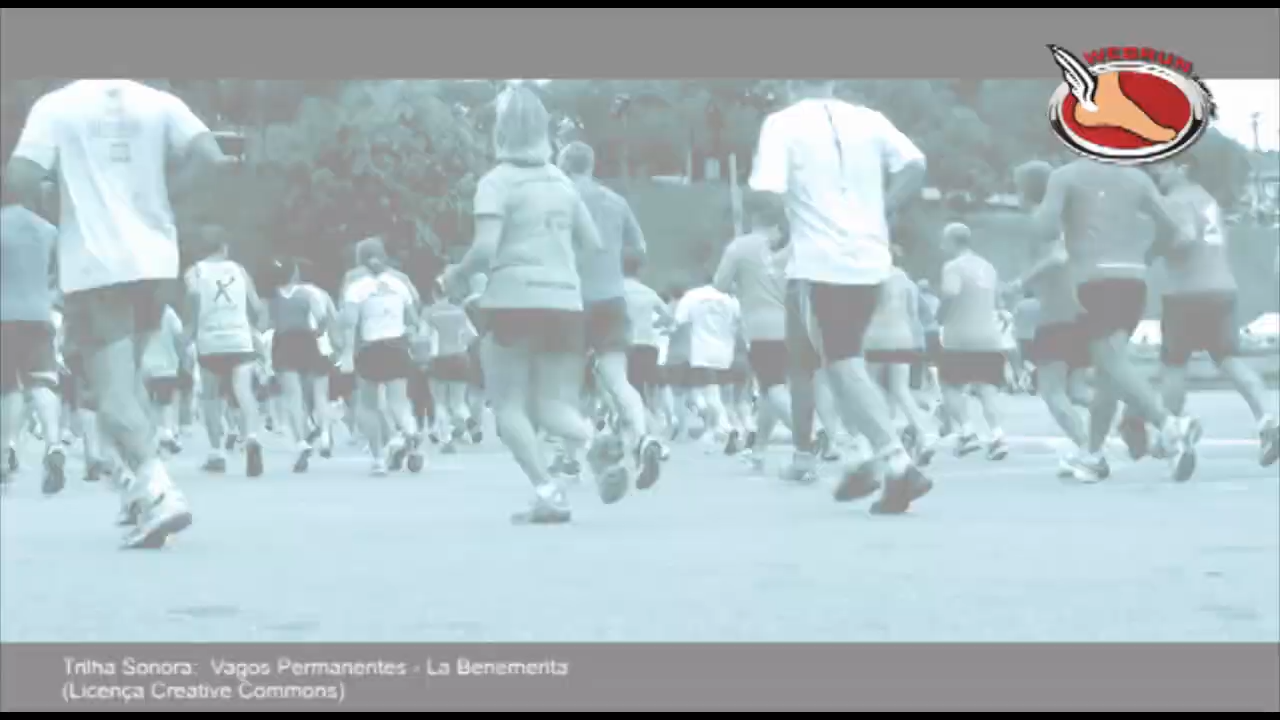 WEBRUN
Trilha Sonora: Vagos Permanentes - La Benemerita
(Licença Creative Commons)